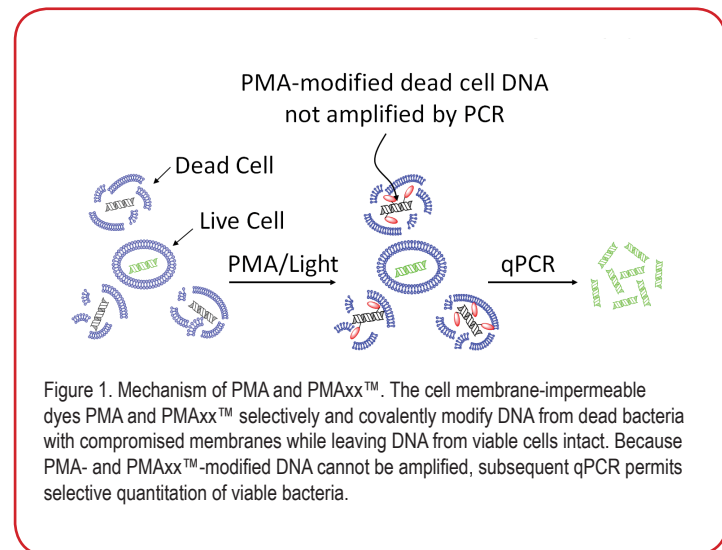 PMA-modified dead cell DNA
not amplified by PCR
Dead Cell
Live Cell
PMA/Light
qPCR
Figure 1. Mechanism of PMA and PMAxx™. The cell membrane-impermeable
dyes PMA and PMAxx™ selectively and covalently modify DNA from dead bacteria
with compromised membranes while leaving DNA from viable cells intact. Because
PMA- and PMAxx™-modified DNA cannot be amplified, subsequent qPCR permits
selective quantitation of viable bacteria.